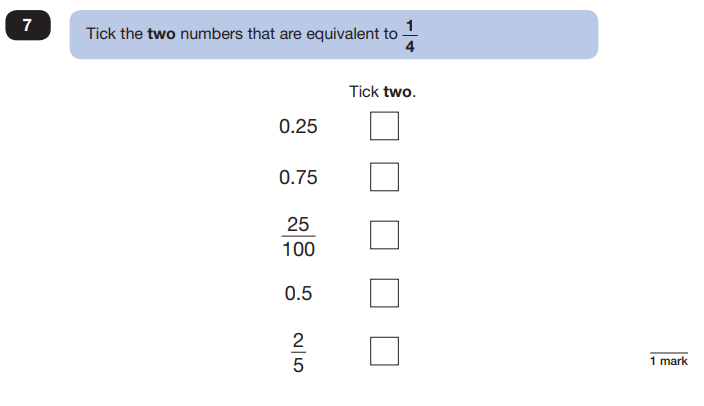 7
Tick the two numbers that are equivalent to 1/4
Tick two.
0.25
0.75
25/100
0.5
2/5
1 mark